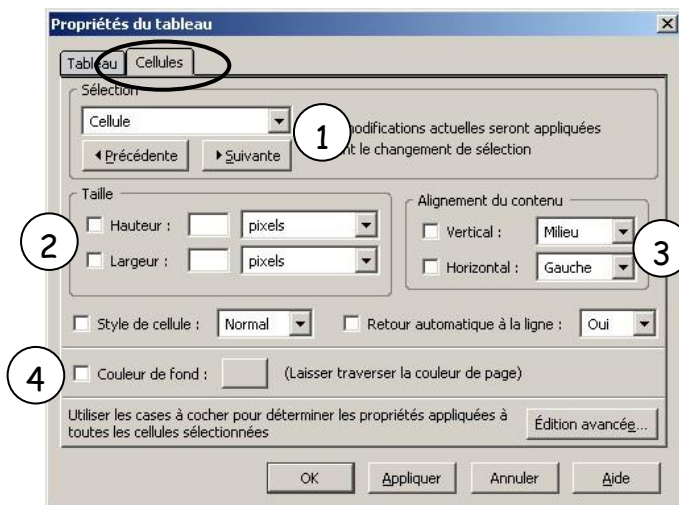 Propriétés du tableau
Tableau Cellules
Sélection
Cellule
1
modifications actuelles seront appliquées
Précédente Suivante
le changement de sélection
Taille
Alignement du contenu
2
Hauteur : pixels
Vertical : Milieu
3
Largeur : pixels
Horizontal : Gauche
Style de cellule : Normal Retour automatique à la ligne : Oui
4
Couleur de fond : (Laisser traverser la couleur de page)
Utiliser les cases à cocher pour déterminer les propriétés appliquées à
toutes les cellules sélectionnées
Édition avancée...
OK Appliquer Annuler Aide